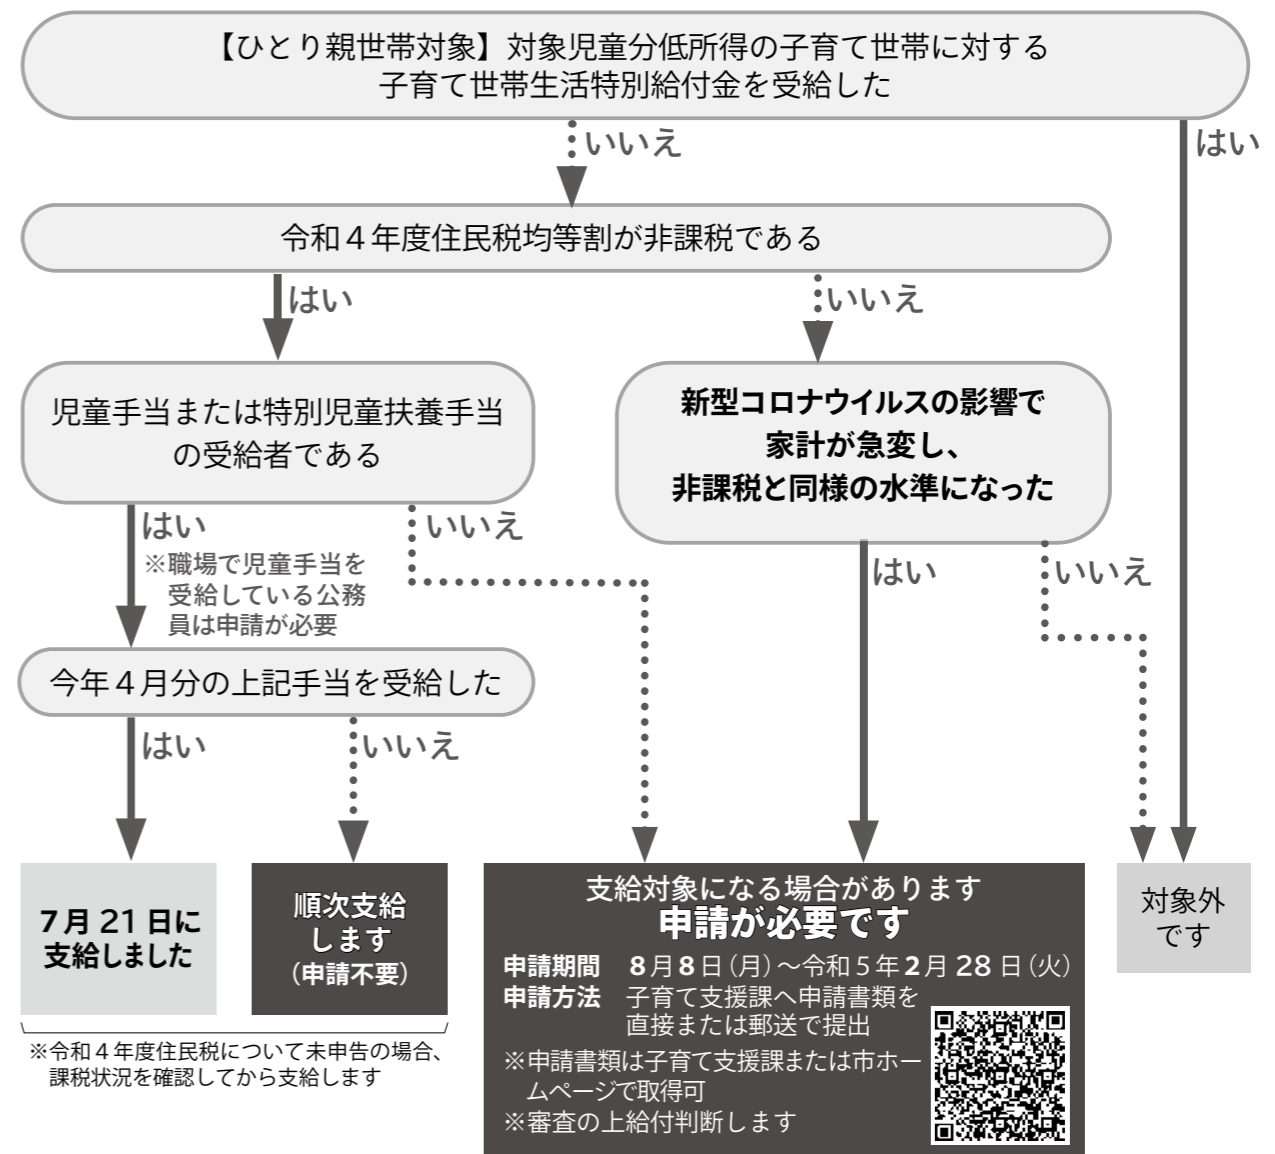 【ひとり親世帯対象】対象児童分低所得の子育て世帯に対する
子育て世帯生活特別給付金を受給した
いいえ
はい
令和４年度住民税均等割が非課税である
はい
いいえ
児童手当または特別児童扶養手当
の受給者である
新型コロナウイルスの影響で
家計が急変し、
非課税と同様の水準になった
はい
いいえ
※職場で児童手当を
受給している公務
員は申請が必要
はい
いいえ
今年４月分の上記手当を受給した
はい
いいえ
７月 21 日に
支給しました
順次支給
します
（申請不要）
支給対象になる場合があります
申請が必要です
申請期間 ８月８日（月）～令和５年２月 28 日（火）
申請方法 子育て支援課へ申請書類を
直接または郵送で提出
※申請書類は子育て支援課または市ホー
ムページで取得可
※審査の上給付判断します
対象外
です
※令和４年度住民税について未申告の場合、
課税状況を確認してから支給します